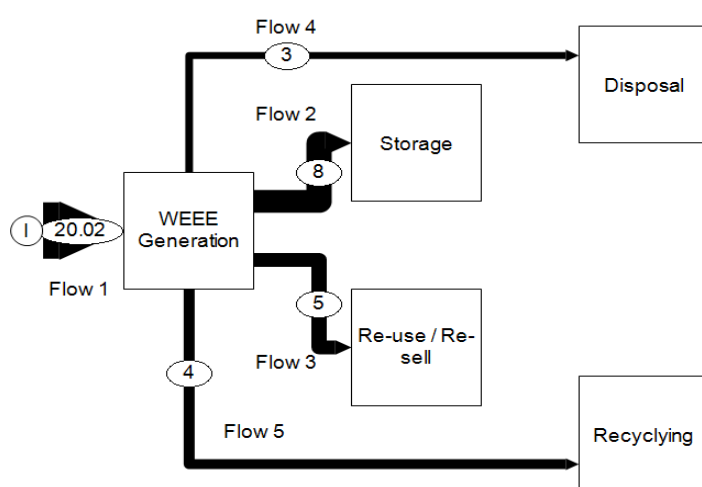 Flow 4
3
Disposal
Flow 2
Storage
8
I
20.02
WEEE
Generation
Flow 1
5
Re-use / Re-
sell
Flow 3
4
Flow 5
Recyclying